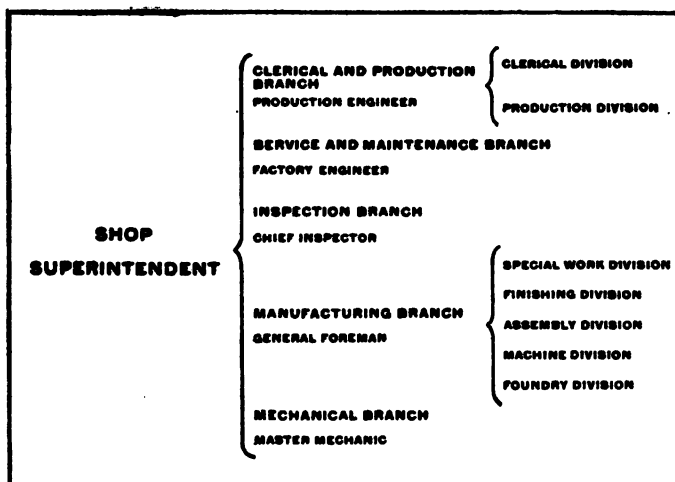 SHOP
SUPERINTENDENT
CLERICAL AND PRODUCTION
BRANCH
PRODUCTION ENGINEER
CLERICAL DIVISION
PRODUCTION DIVISION
SERVICE AND MAINTENANCE BRANCH
FACTORY ENGINEER
INSPECTION BRANCH
CHIEF INSPECTOR
MANUFACTURING BRANCH
GENERAL FOREMAN
SPECIAL WORK DIVISION
FINISHING DIVISION
ASSEMBLY DIVISION
MACHINE DIVISION
FOUNDRY DIVISION
MECHANICAL BRANCH
MASTER MECHANIC